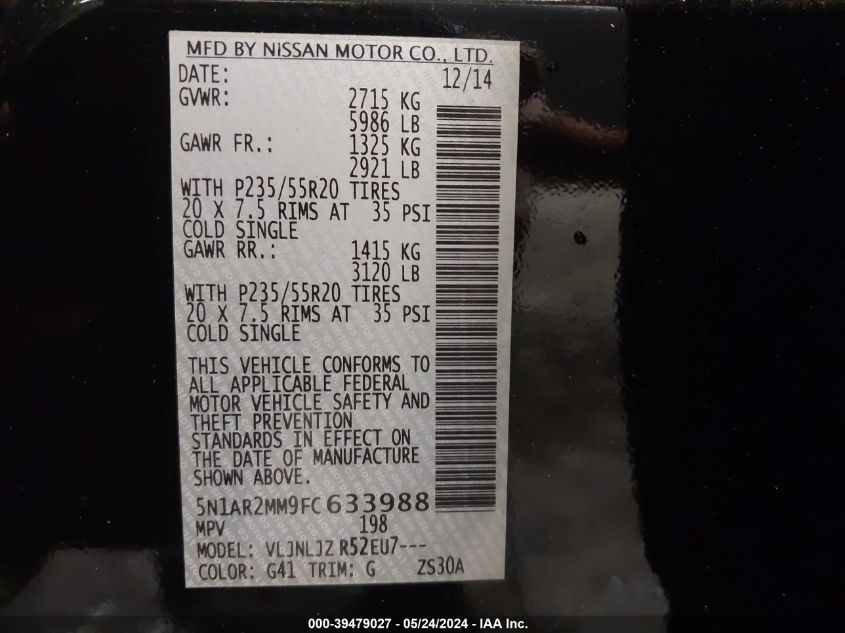 MFD BY NISSAN MOTOR CO., LTD.
DATE: 12/14
GVWR: 2715 KG
5986 LB
GAWR FR.: 1325 KG
2921 LB
WITH P235/55R20 TIRES
20 X 7.5 RIMS AT 35 PSI
COLD SINGLE
GAWR RR.: 1415 KG
3120 LB
WITH P235/55R20 TIRES
20 X 7.5 RIMS AT 35 PSI
COLD SINGLE
THIS VEHICLE CONFORMS TO
ALL APPLICABLE FEDERAL
MOTOR VEHICLE SAFETY AND
THEFT PREVENTION
STANDARDS IN EFFECT ON
THE DATE OF MANUFACTURE
SHOWN ABOVE.
5N1AR2MM9FC633988
MPV 198
MODEL: VLJNLJZ R52EU7---
COLOR: G41 TRIM: G ZS30A
000-39479027 - 05/24/2024 - IAA Inc.